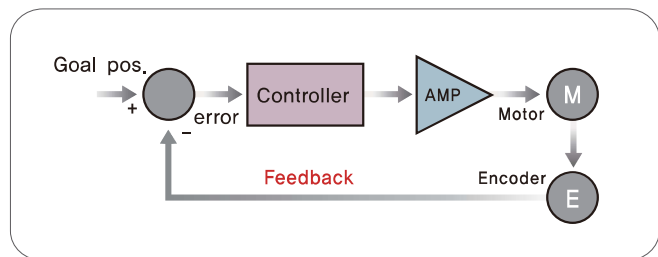 Goal pos.
+
−
error
Controller
AMP
Motor
M
Encoder
E
Feedback